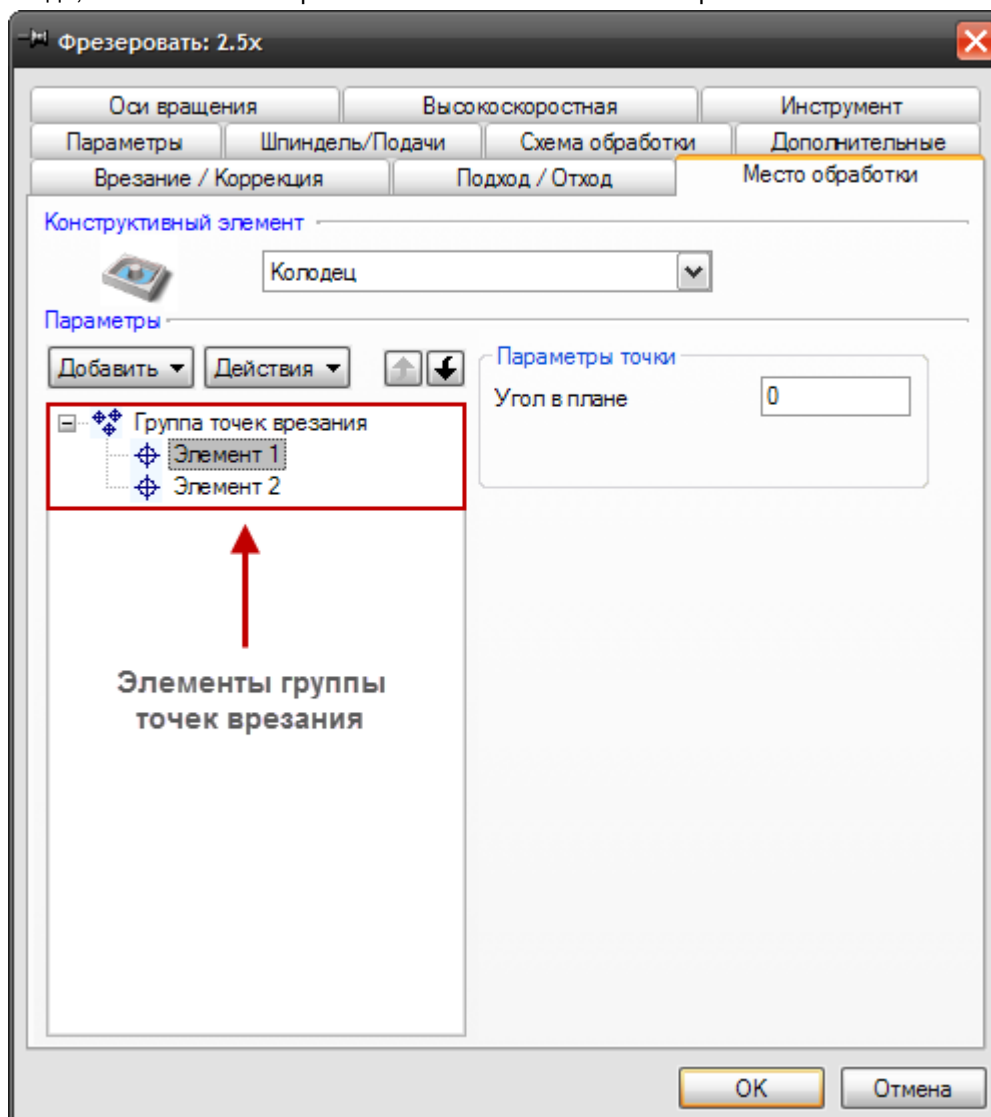 Фрезеровать: 2.5x
Оси вращения Высокоскоростная Инструмент
Параметры Шпиндель/Подачи Схема обработки Дополнительные
Врезание / Коррекция Подход / Отход Место обработки
Конструктивный элемент
Колодец
Параметры
Добавить Действия
Параметры точки
Угол в плане 0
Группа точек врезания
Элемент 1
Элемент 2
Элементы группы
точек врезания
OK Отмена